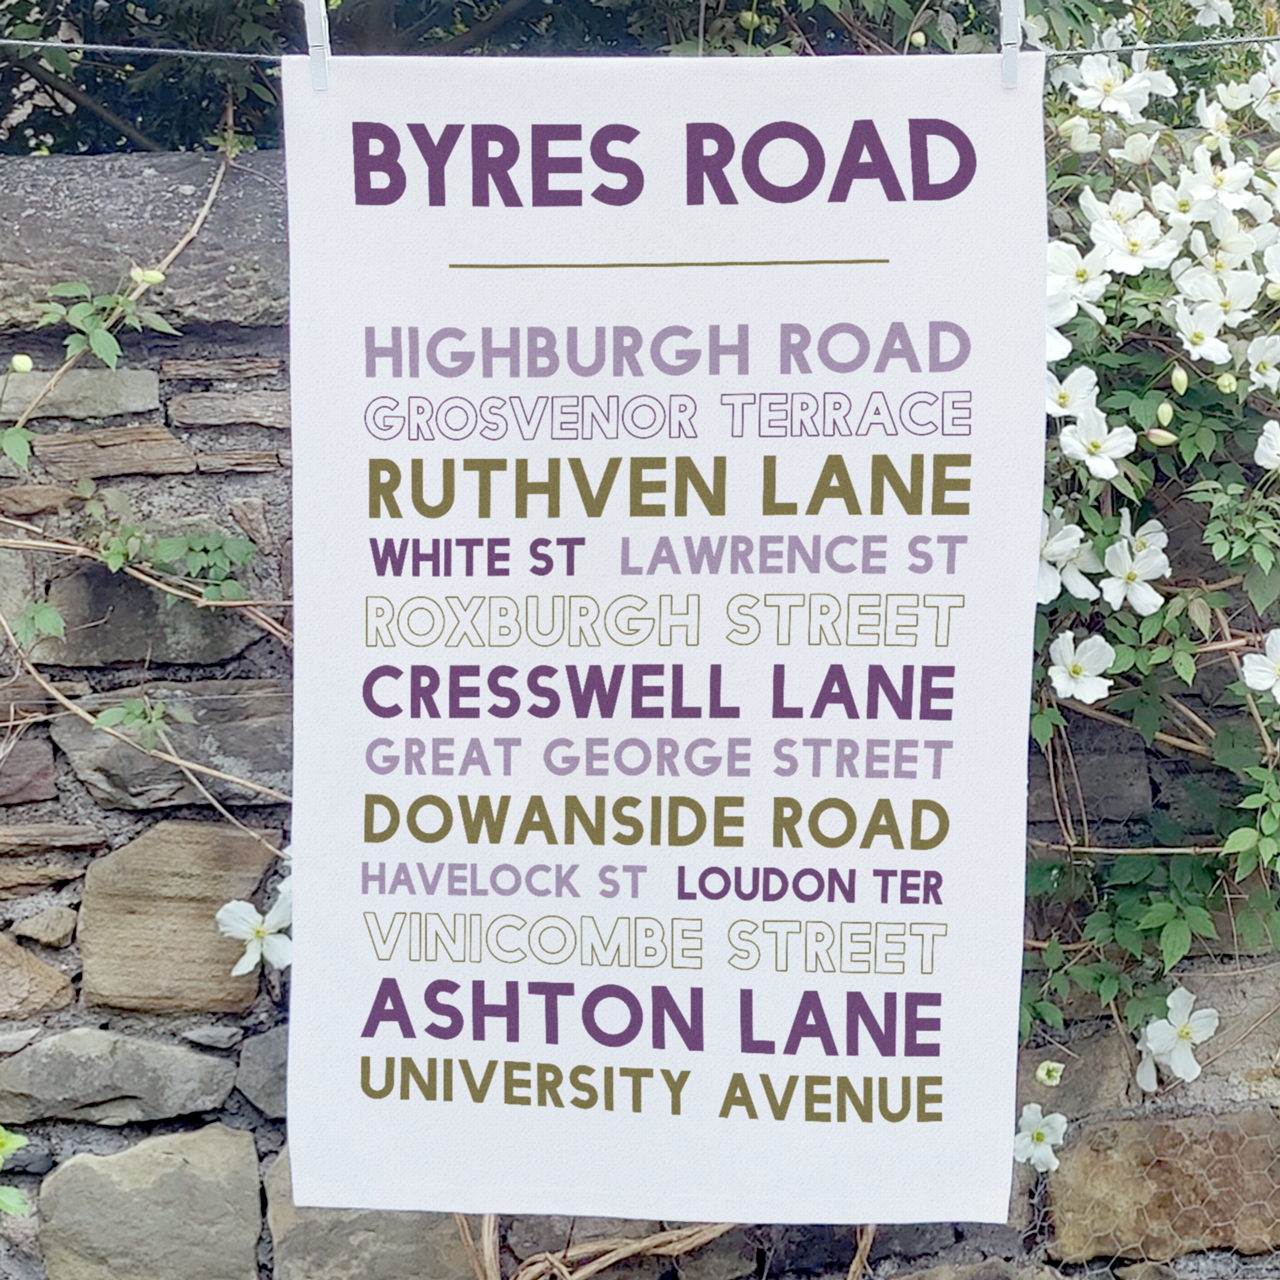 BYRES ROAD
HIGHBURGH ROAD
GROSVENOR TERRACE
RUTHVEN LANE
WHITE ST LAWRENCE ST
ROXBURGH STREET
CRESSWELL LANE
GREAT GEORGE STREET
DOWANSIDE ROAD
HAVELOCK ST LOUDON TER
VINICOMBE STREET
ASHTON LANE
UNIVERSITY AVENUE